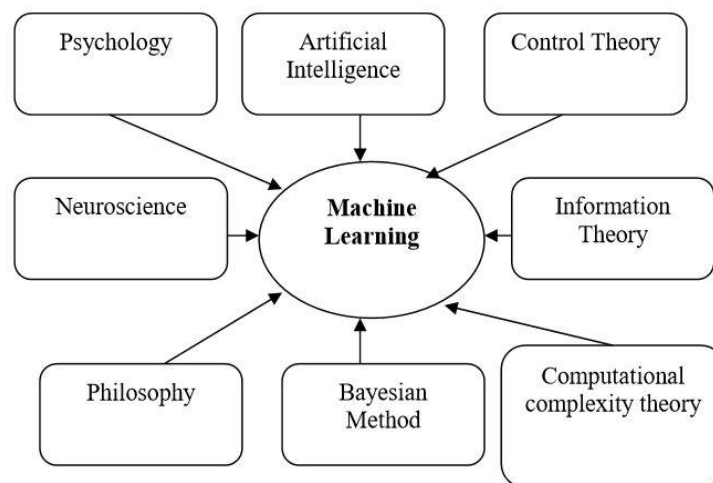 Psychology
Artificial
Intelligence
Control Theory
Neuroscience
Machine
Learning
Information
Theory
Philosophy
Bayesian
Method
Computational
complexity theory